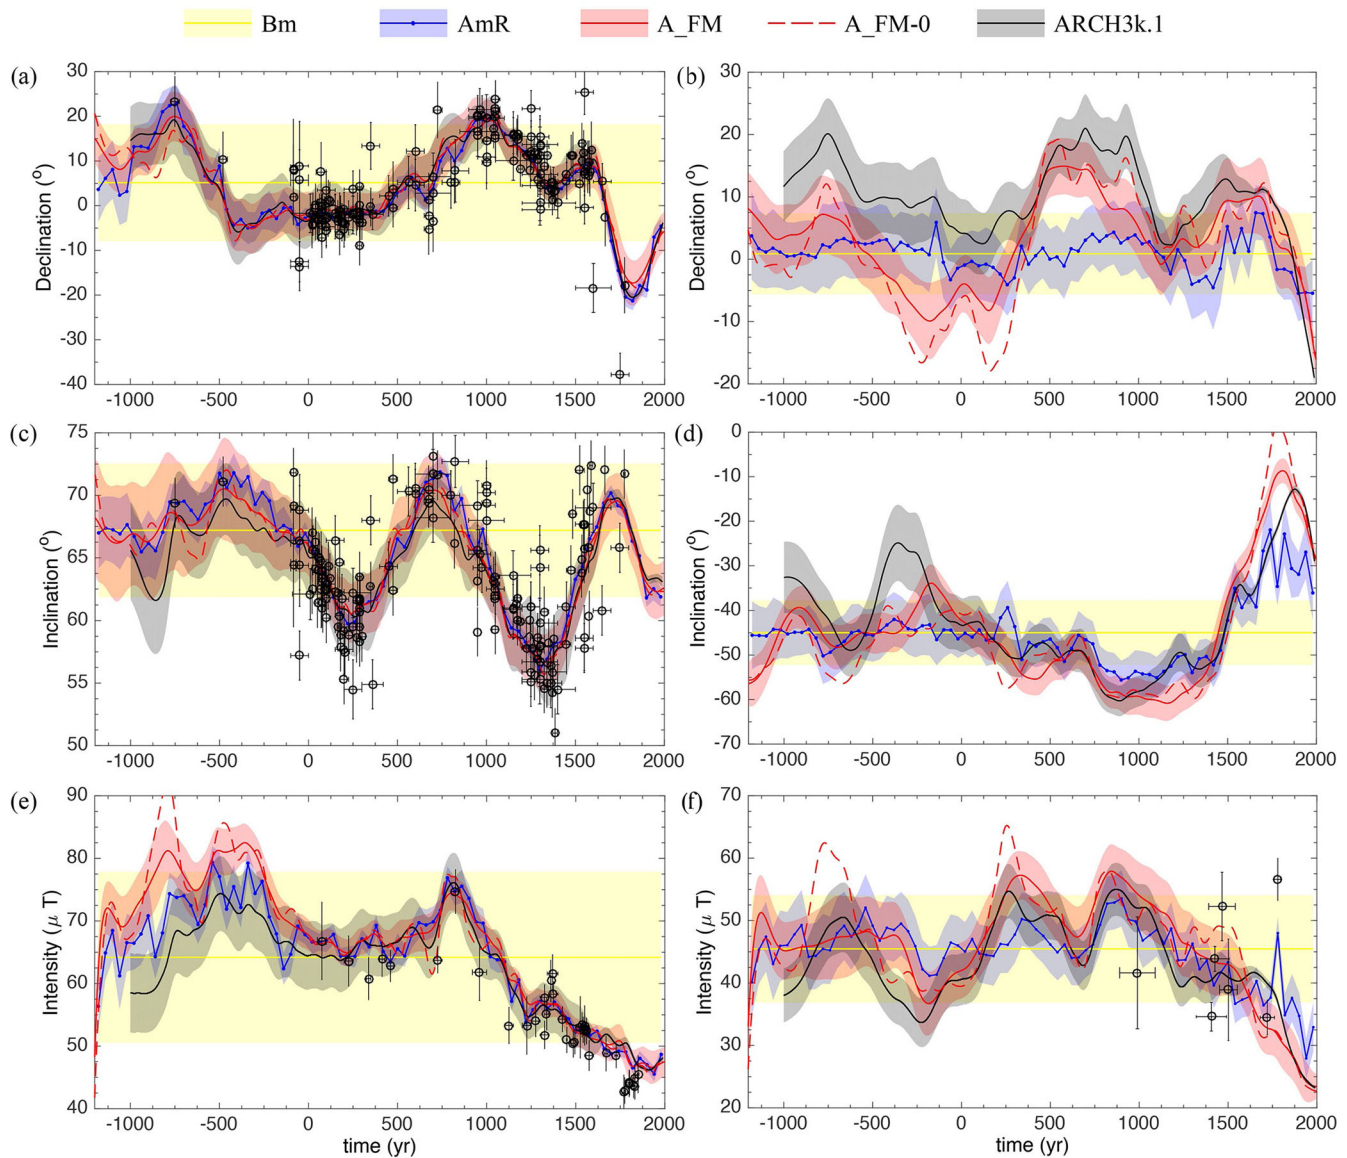 Bm AmR A_FM A_FM-0 ARCH3k.1
(a) (b)
30 20 10 0 -10 -20 -30 -40
Declination (°)
-1000 -500 0 500 1000 1500 2000
30 20 10 0 -10 -20
Declination (°)
-1000 -500 0 500 1000 1500 2000
(c) (d)
75 70 65 60 55 50
Inclination (°)
-1000 -500 0 500 1000 1500 2000
0 -10 -20 -30 -40 -50 -60 -70
Inclination (°)
-1000 -500 0 500 1000 1500 2000
(e) (f)
90 80 70 60 50 40
Intensity (μ T)
-1000 -500 0 500 1000 1500 2000
time (yr)
70 60 50 40 30 20
Intensity (μ T)
-1000 -500 0 500 1000 1500 2000
time (yr)